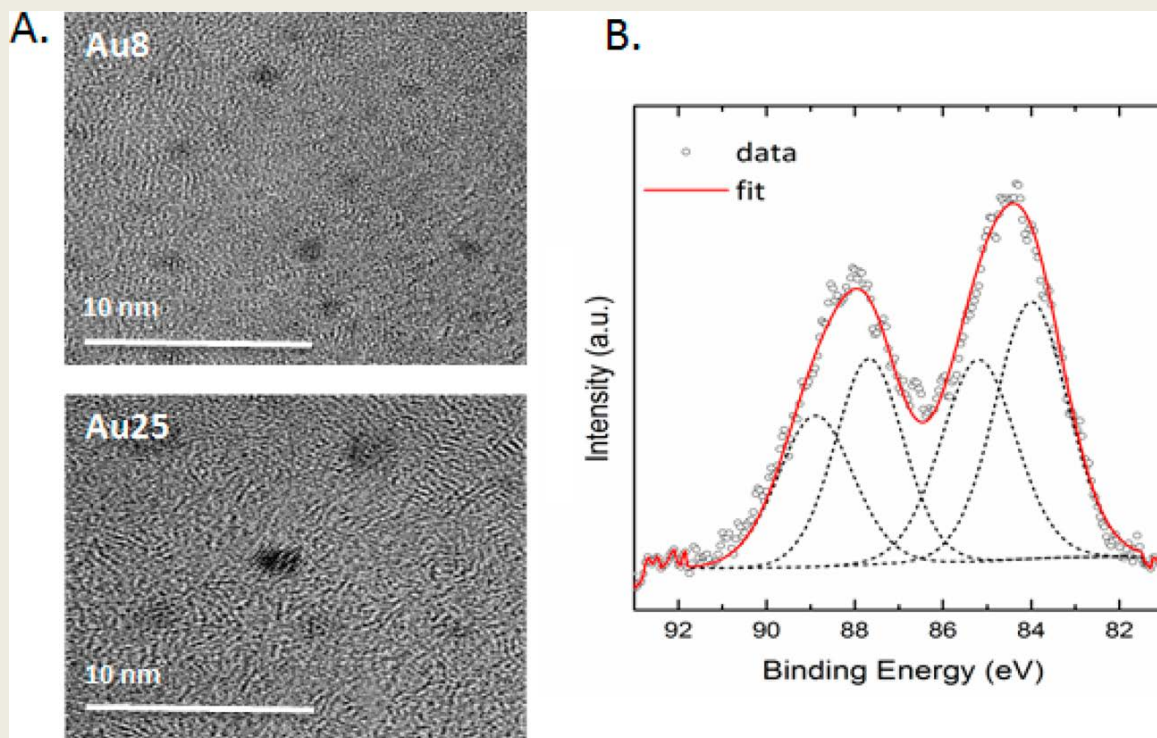 A.
Au8
10 nm
Au25
10 nm
B.
data
fit
Intensity (a.u.)
92 90 88 86 84 82
Binding Energy (eV)